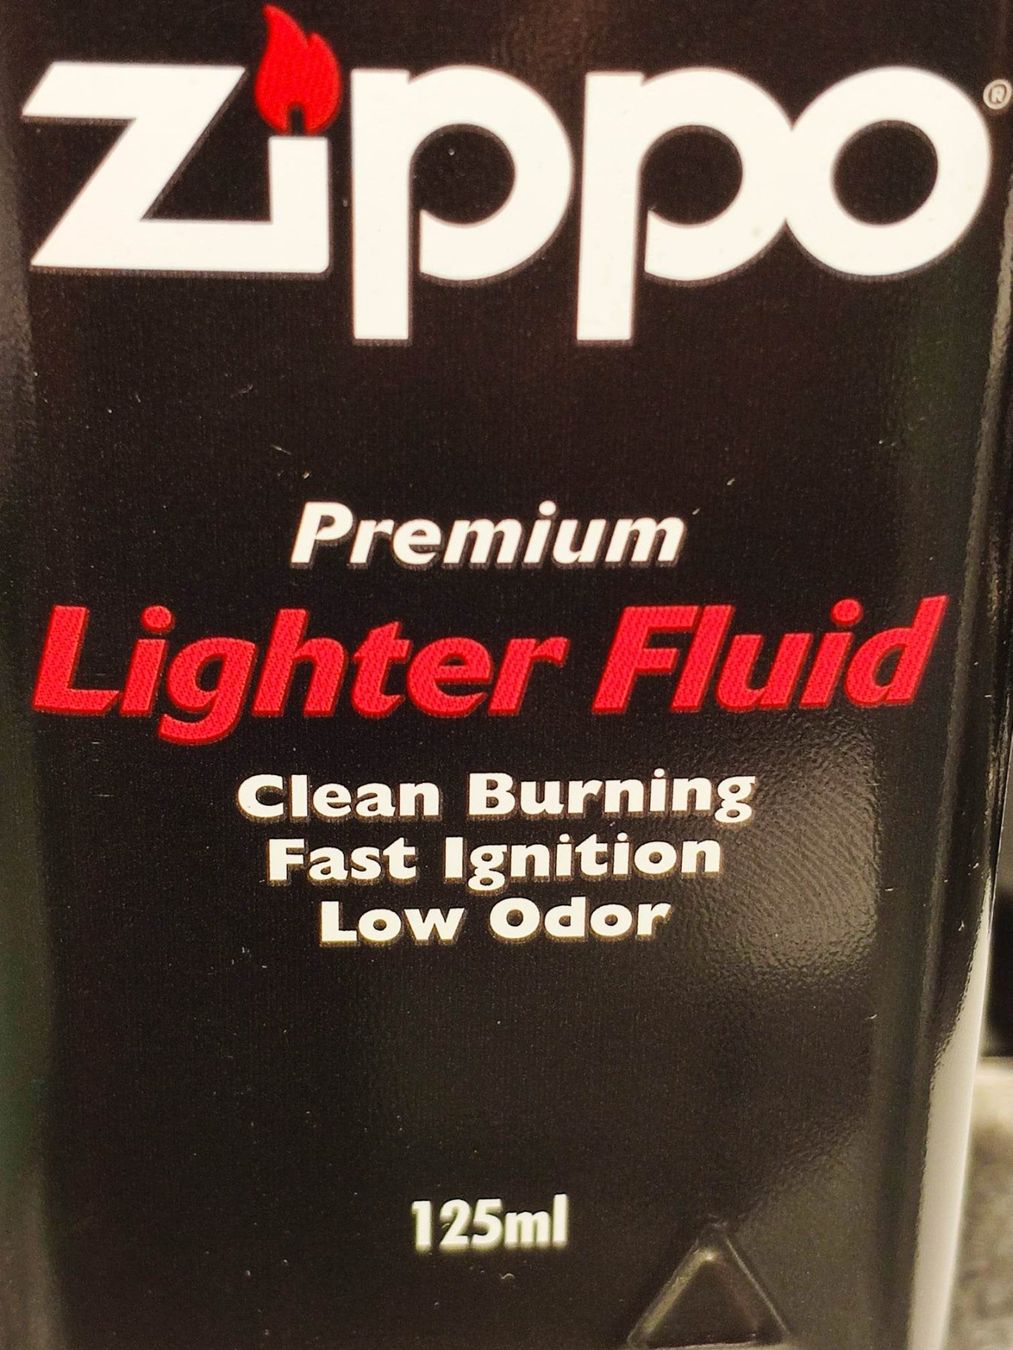 Zippo®
Premium
Lighter Fluid
Clean Burning
Fast Ignition
Low Odor
125ml